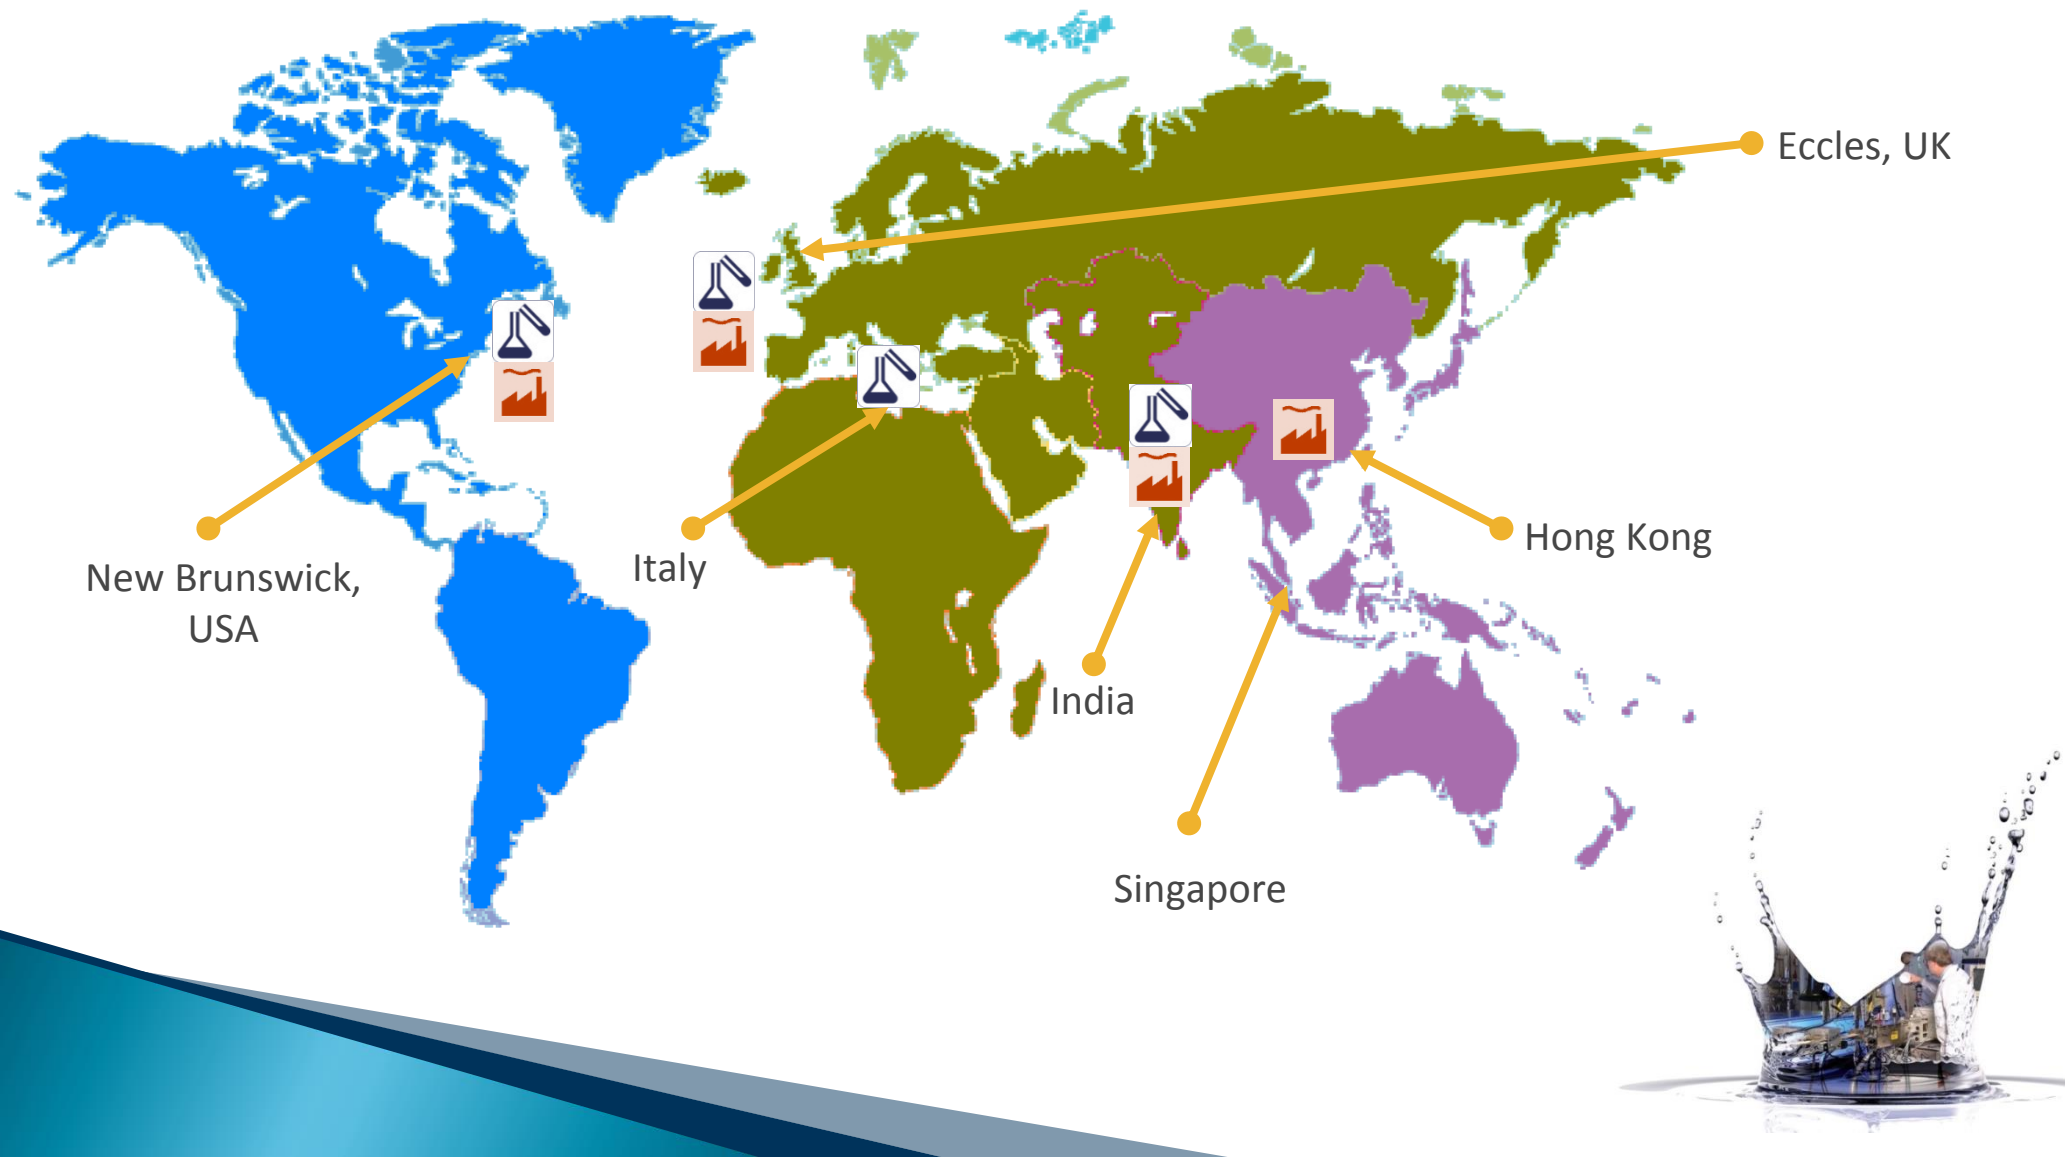 Eccles, UK
New Brunswick,
USA
Italy
Hong Kong
India
Singapore